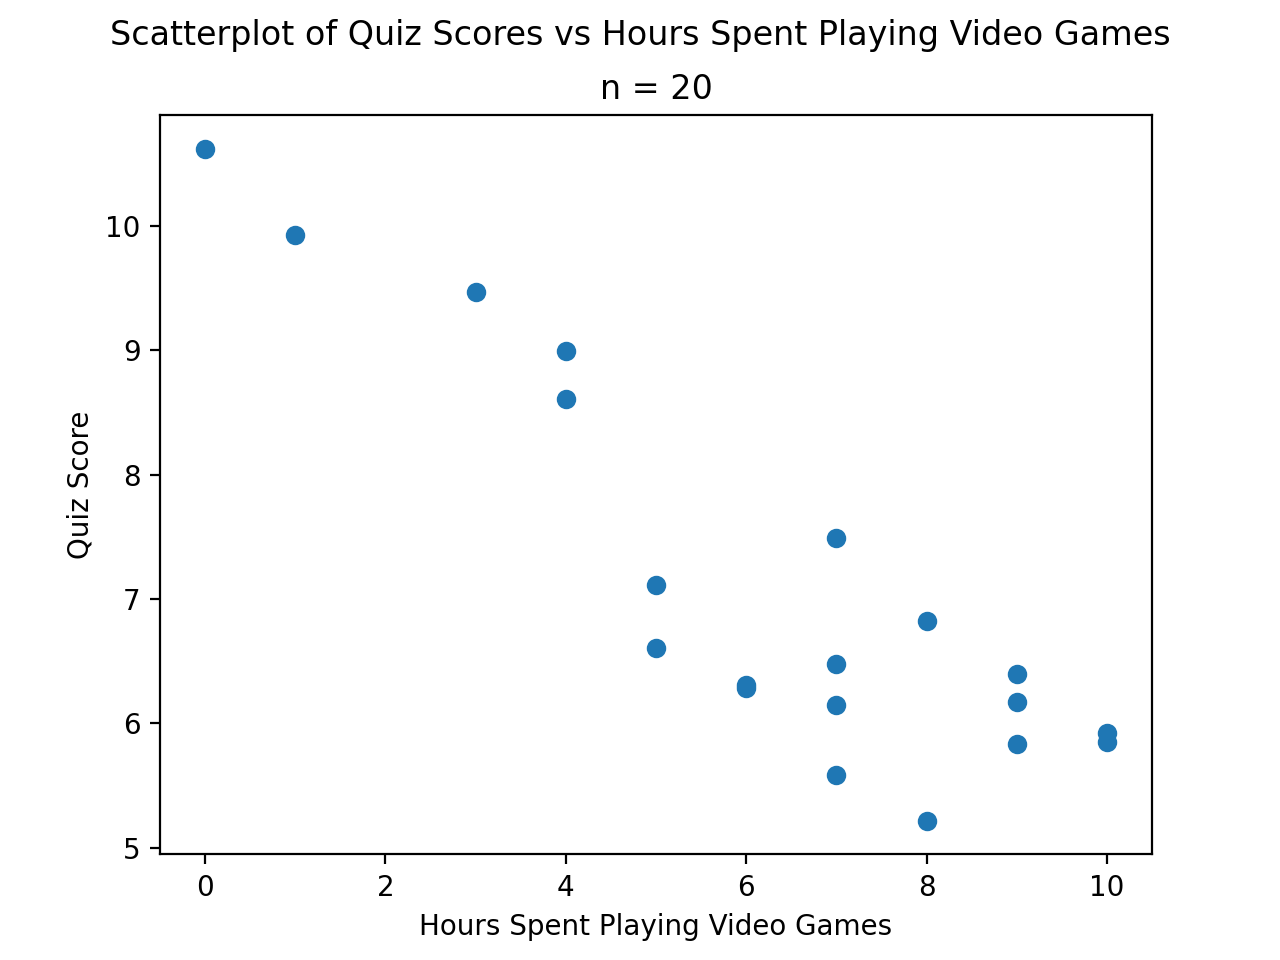 Scatterplot of Quiz Scores vs Hours Spent Playing Video Games
n = 20
10
9
8
7
6
5
Quiz Score
0 2 4 6 8 10
Hours Spent Playing Video Games